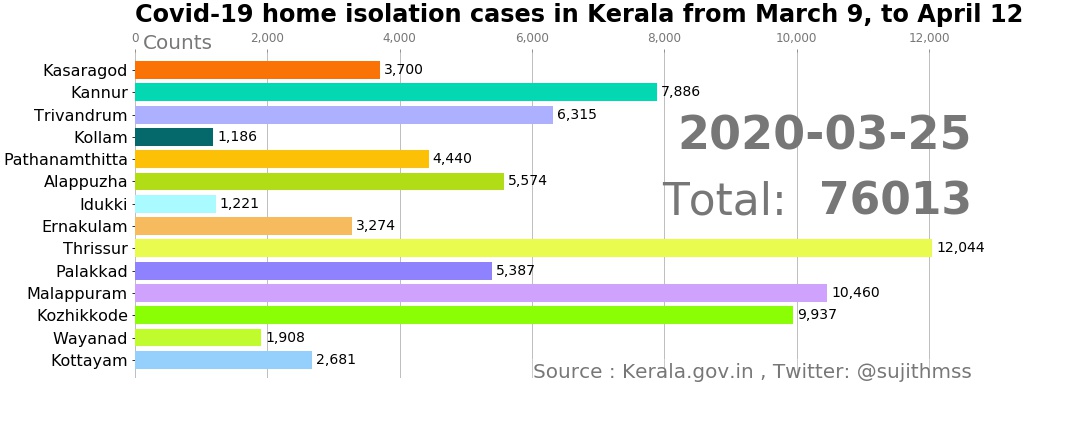 Covid-19 home isolation cases in Kerala from March 9, to April 12
0 2,000 4,000 6,000 8,000 10,000 12,000
Counts
Kasaragod 3,700
Kannur 7,886
Trivandrum 6,315
2020-03-25
Kollam 1,186
Pathanamthitta 4,440
Alappuzha 5,574
Total: 76013
Idukki 1,221
Ernakulam 3,274
Thrissur 12,044
Palakkad 5,387
Malappuram 10,460
Kozhikkode 9,937
Wayanad 1,908
Kottayam 2,681
Source : Kerala.gov.in , Twitter: @sujithmss